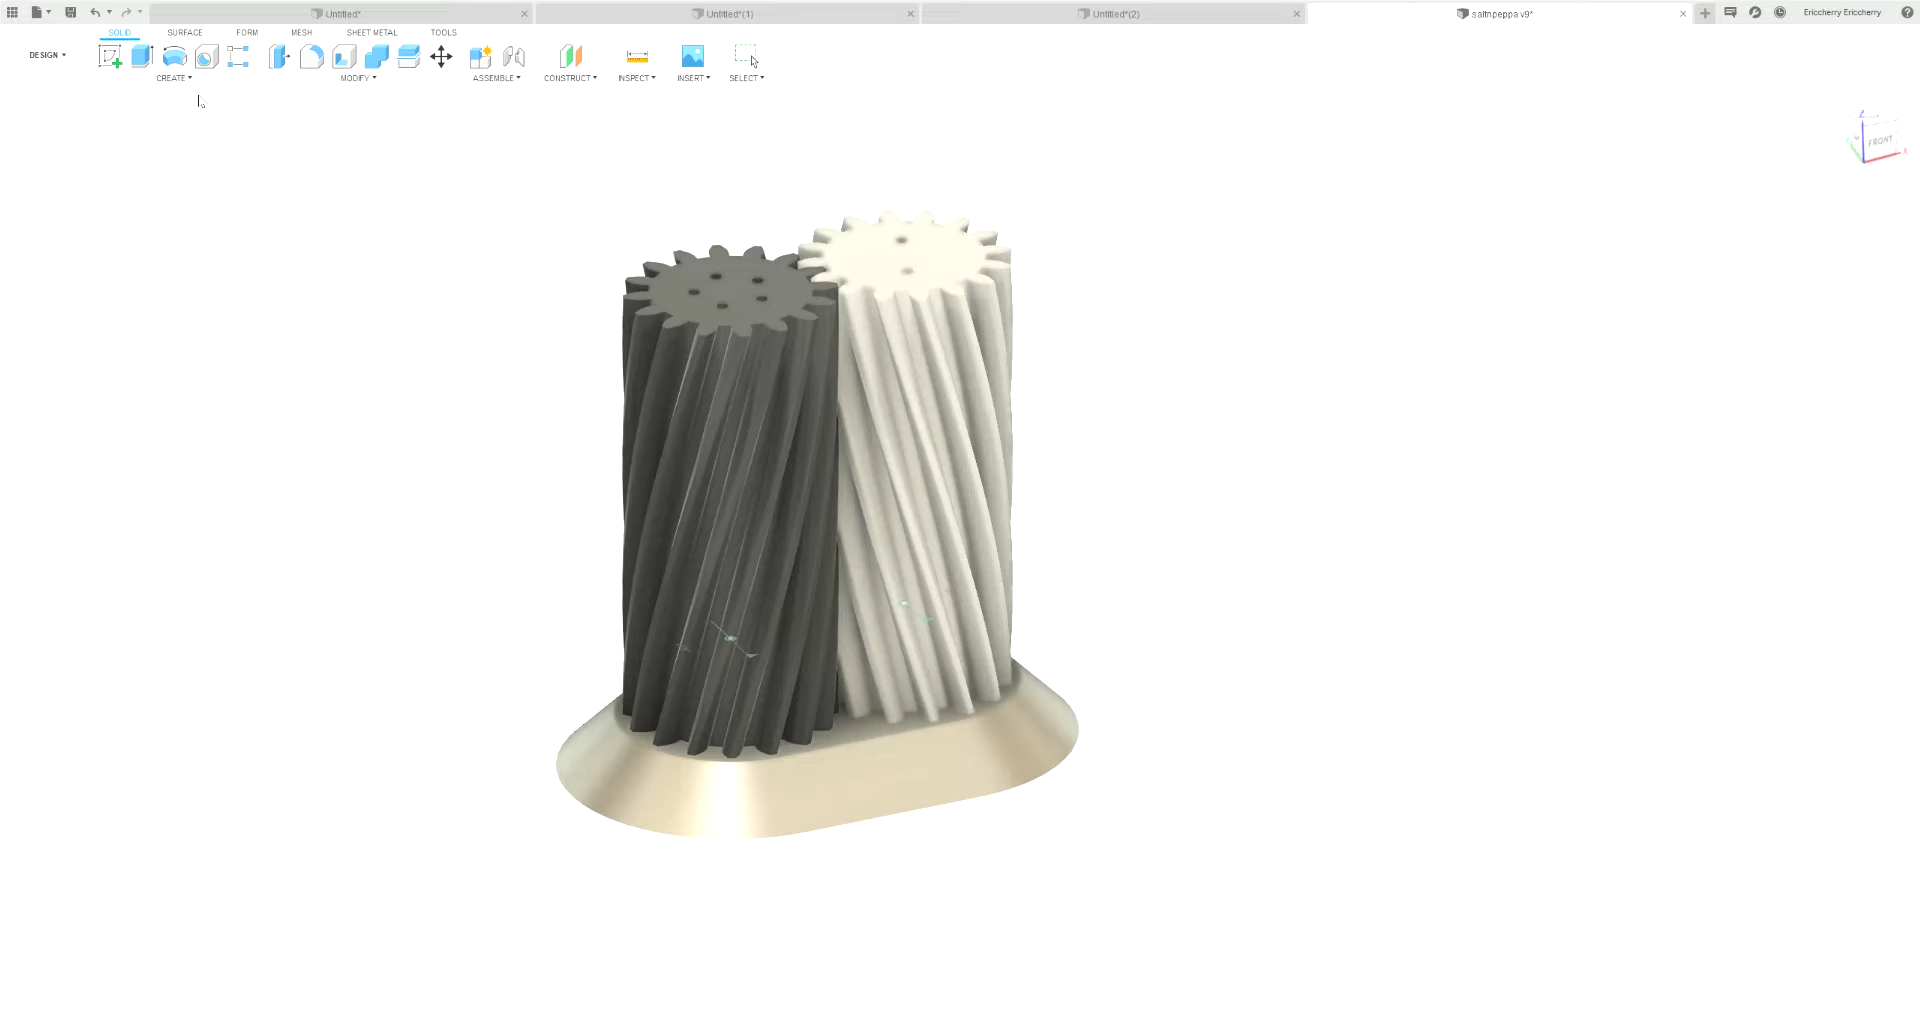 Untitled*
Untitled*(1)
Untitled*(2)
saltnpeppa v9*
Ericcherry Ericcherry
SOLID
SURFACE
FORM
MESH
SHEET METAL
TOOLS
DESIGN
CREATE
MODIFY
ASSEMBLE
CONSTRUCT
INSPECT
INSERT
SELECT
Z
FRONT
X